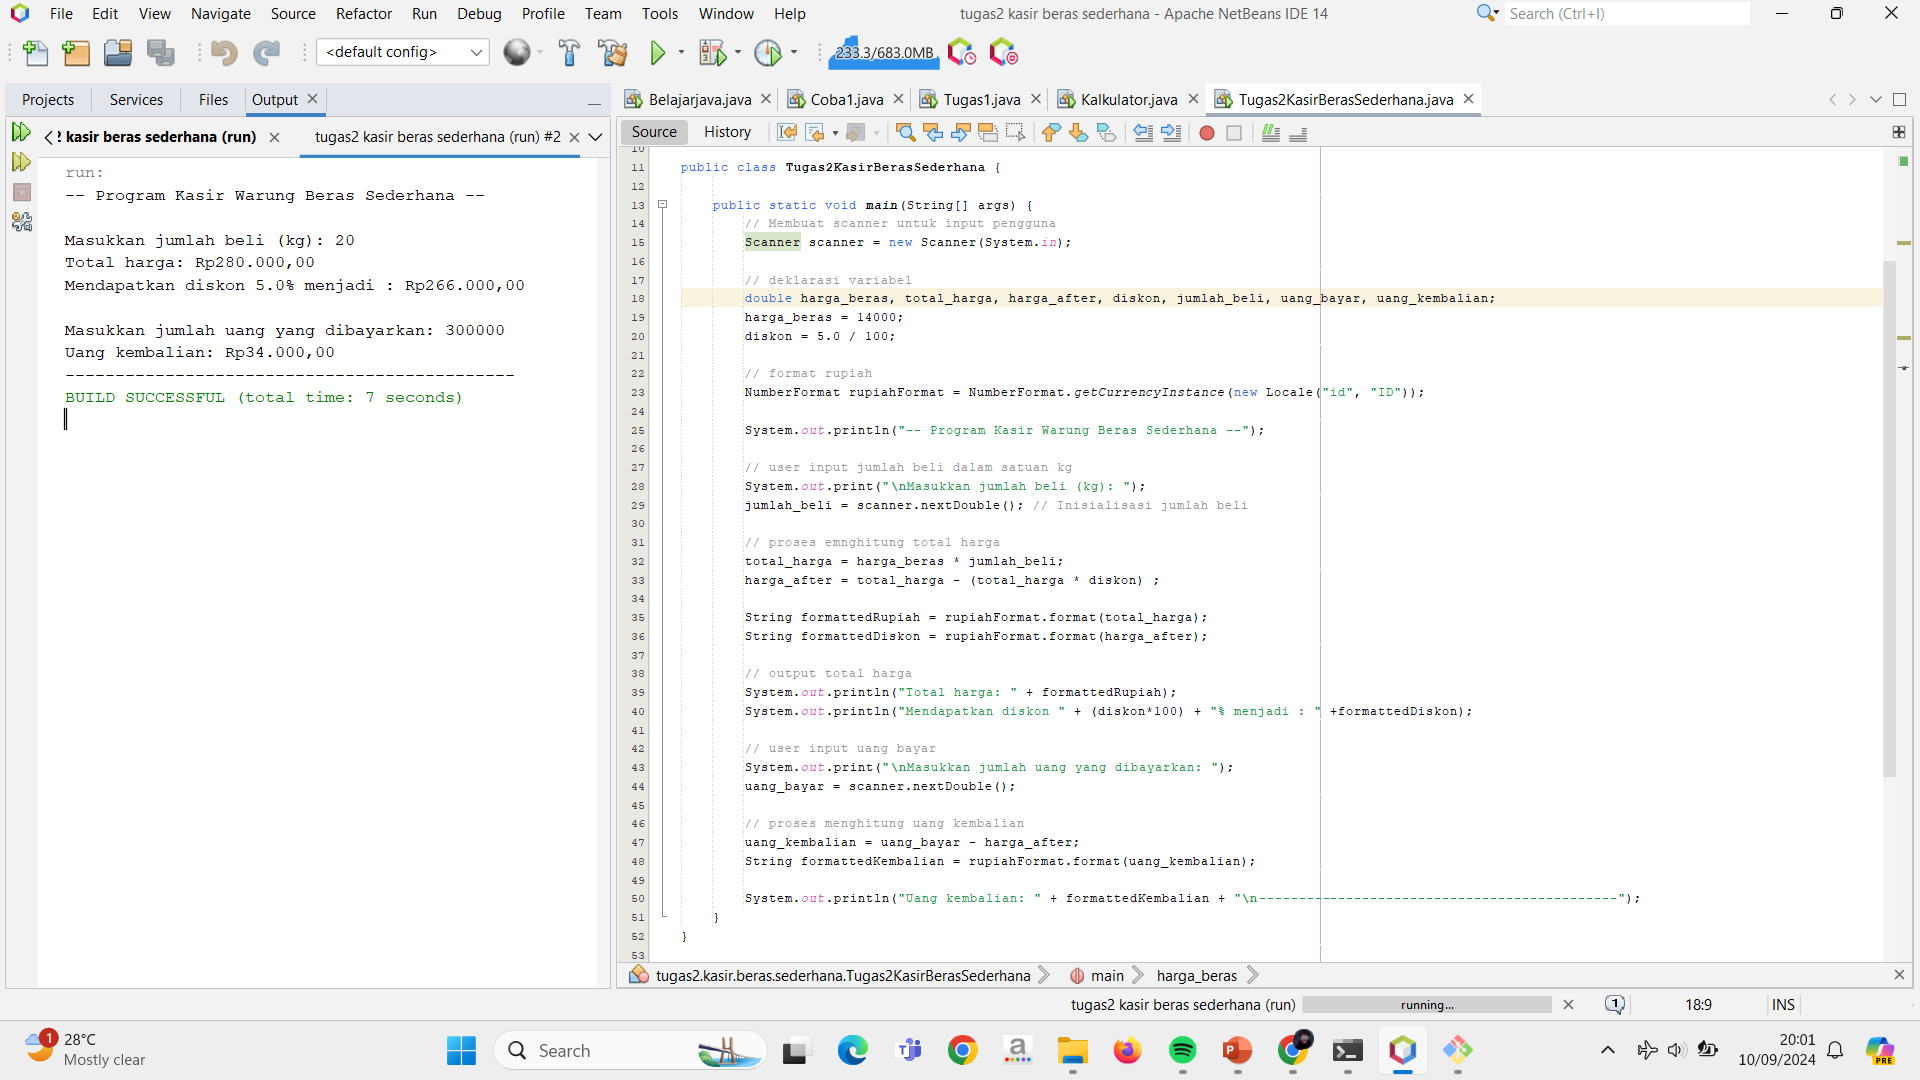 File Edit View Navigate Source Refactor Run Debug Profile Team Tools Window Help
tugas2 kasir beras sederhana - Apache NetBeans IDE 14
Search (Ctrl+I)
<default config>
233.3/683.0MB
Projects Services Files Output
Belajarjava.java Coba1.java Tugas1.java Kalkulator.java Tugas2KasirBerasSederhana.java
kasir beras sederhana (run) tugas2 kasir beras sederhana (run) #2
Source History
run:
-- Program Kasir Warung Beras Sederhana --
Masukkan jumlah beli (kg): 20
Total harga: Rp280.000,00
Mendapatkan diskon 5.0% menjadi : Rp266.000,00
Masukkan jumlah uang yang dibayarkan: 300000
Uang kembalian: Rp34.000,00
---------------------------------------------
BUILD SUCCESSFUL (total time: 7 seconds)
10
11 public class Tugas2KasirBerasSederhana {
12
13 public static void main(String[] args) {
14 // Membuat scanner untuk input pengguna
15 Scanner scanner = new Scanner(System.in);
16
17 // deklarasi variabel
18 double harga_beras, total_harga, harga_after, diskon, jumlah_beli, uang_bayar, uang_kembalian;
19 harga_beras = 14000;
20 diskon = 5.0 / 100;
21
22 // format rupiah
23 NumberFormat rupiahFormat = NumberFormat.getCurrencyInstance(new Locale("id", "ID"));
24
25 System.out.println("-- Program Kasir Warung Beras Sederhana --");
26
27 // user input jumlah beli dalam satuan kg
28 System.out.print("\nMasukkan jumlah beli (kg): ");
29 jumlah_beli = scanner.nextDouble(); // Inisialisasi jumlah beli
30
31 // proses emnghitung total harga
32 total_harga = harga_beras * jumlah_beli;
33 harga_after = total_harga - (total_harga * diskon) ;
34
35 String formattedRupiah = rupiahFormat.format(total_harga);
36 String formattedDiskon = rupiahFormat.format(harga_after);
37
38 // output total harga
39 System.out.println("Total harga: " + formattedRupiah);
40 System.out.println("Mendapatkan diskon " + (diskon*100) + "% menjadi : " +formattedDiskon);
41
42 // user input uang bayar
43 System.out.print("\nMasukkan jumlah uang yang dibayarkan: ");
44 uang_bayar = scanner.nextDouble();
45
46 // proses menghitung uang kembalian
47 uang_kembalian = uang_bayar - harga_after;
48 String formattedKembalian = rupiahFormat.format(uang_kembalian);
49
50 System.out.println("Uang kembalian: " + formattedKembalian + "\n---------------------------------------------");
51 }
52 }
53
tugas2.kasir.beras.sederhana.Tugas2KasirBerasSederhana main harga_beras
tugas2 kasir beras sederhana (run) running... 1 18:9 INS
1 28°C
Mostly clear
Search
20:01
10/09/2024
PRE